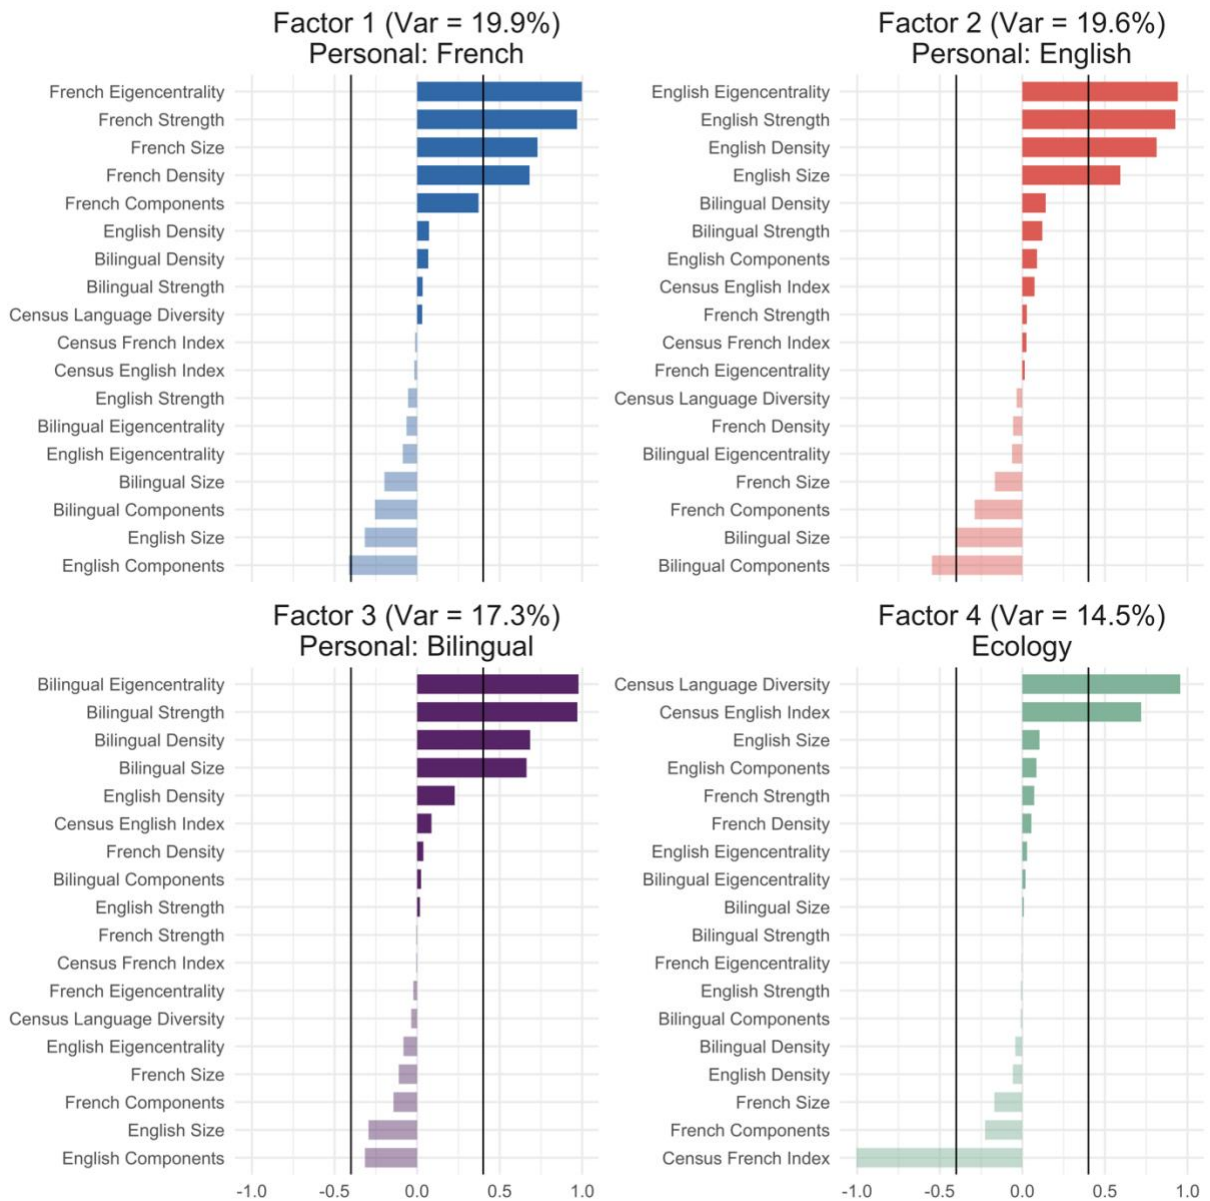 Factor 1 (Var = 19.9%)
Personal: French
French Eigencentrality
French Strength
French Size
French Density
French Components
English Density
Bilingual Density
Bilingual Strength
Census Language Diversity
Census French Index
Census English Index
English Strength
Bilingual Eigencentrality
English Eigencentrality
Bilingual Size
Bilingual Components
English Size
English Components
Factor 2 (Var = 19.6%)
Personal: English
English Eigencentrality
English Strength
English Density
English Size
Bilingual Density
Bilingual Strength
English Components
Census English Index
French Strength
Census French Index
French Eigencentrality
Census Language Diversity
French Density
Bilingual Eigencentrality
French Size
French Components
Bilingual Size
Bilingual Components
Factor 3 (Var = 17.3%)
Personal: Bilingual
Bilingual Eigencentrality
Bilingual Strength
Bilingual Density
Bilingual Size
English Density
Census English Index
French Density
Bilingual Components
English Strength
French Strength
Census French Index
French Eigencentrality
Census Language Diversity
English Eigencentrality
French Size
French Components
English Size
English Components
-1.0 -0.5 0.0 0.5 1.0
Factor 4 (Var = 14.5%)
Ecology
Census Language Diversity
Census English Index
English Size
English Components
French Strength
French Density
English Eigencentrality
Bilingual Eigencentrality
Bilingual Size
Bilingual Strength
French Eigencentrality
English Strength
Bilingual Components
Bilingual Density
English Density
French Size
French Components
Census French Index
-1.0 -0.5 0.0 0.5 1.0